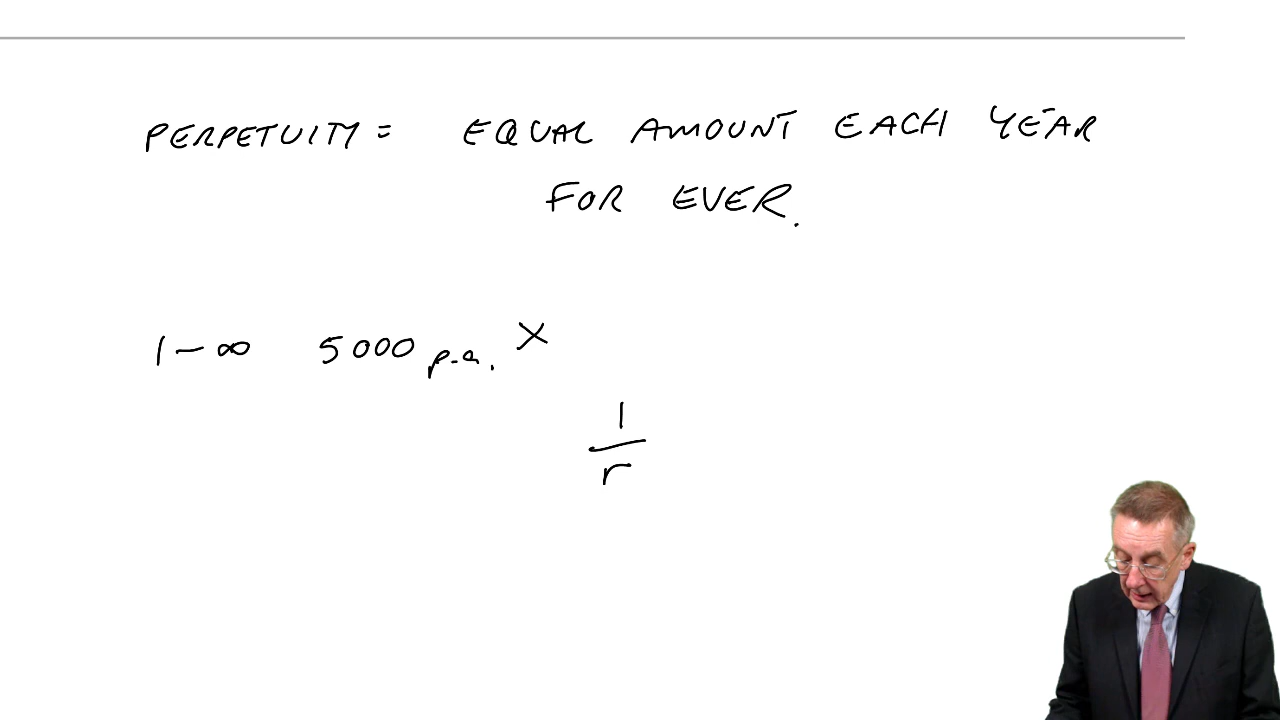 PERPETUITY = EQUAL AMOUNT EACH YEAR
FOR EVER.
1 - ∞ 5000 p.a. X
1
r